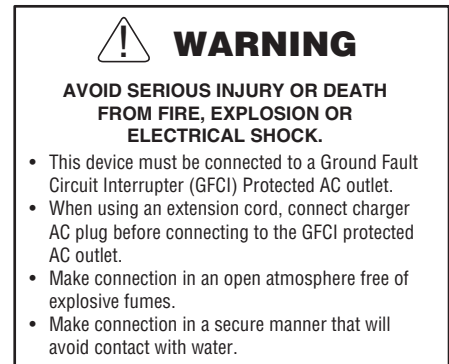 ! WARNING
AVOID SERIOUS INJURY OR DEATH
FROM FIRE, EXPLOSION OR
ELECTRICAL SHOCK.
• This device must be connected to a Ground Fault
Circuit Interrupter (GFCI) Protected AC outlet.
• When using an extension cord, connect charger
AC plug before connecting to the GFCI protected
AC outlet.
• Make connection in an open atmosphere free of
explosive fumes.
• Make connection in a secure manner that will
avoid contact with water.